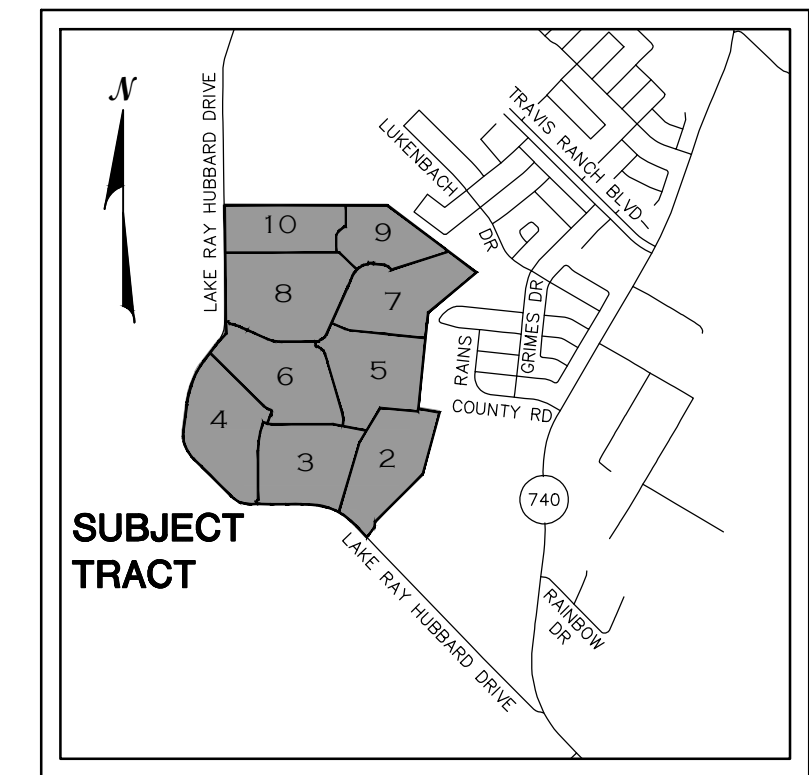 N
LAKE RAY HUBBARD DRIVE
TRAVIS RANCH BLVD
LUKENBACH
DR
10
9
8
7
GRIMES DR
RAINS
COUNTY RD
6
5
4
3
2
740
SUBJECT
TRACT
LAKE RAY HUBBARD DRIVE
RAINBOW
DR